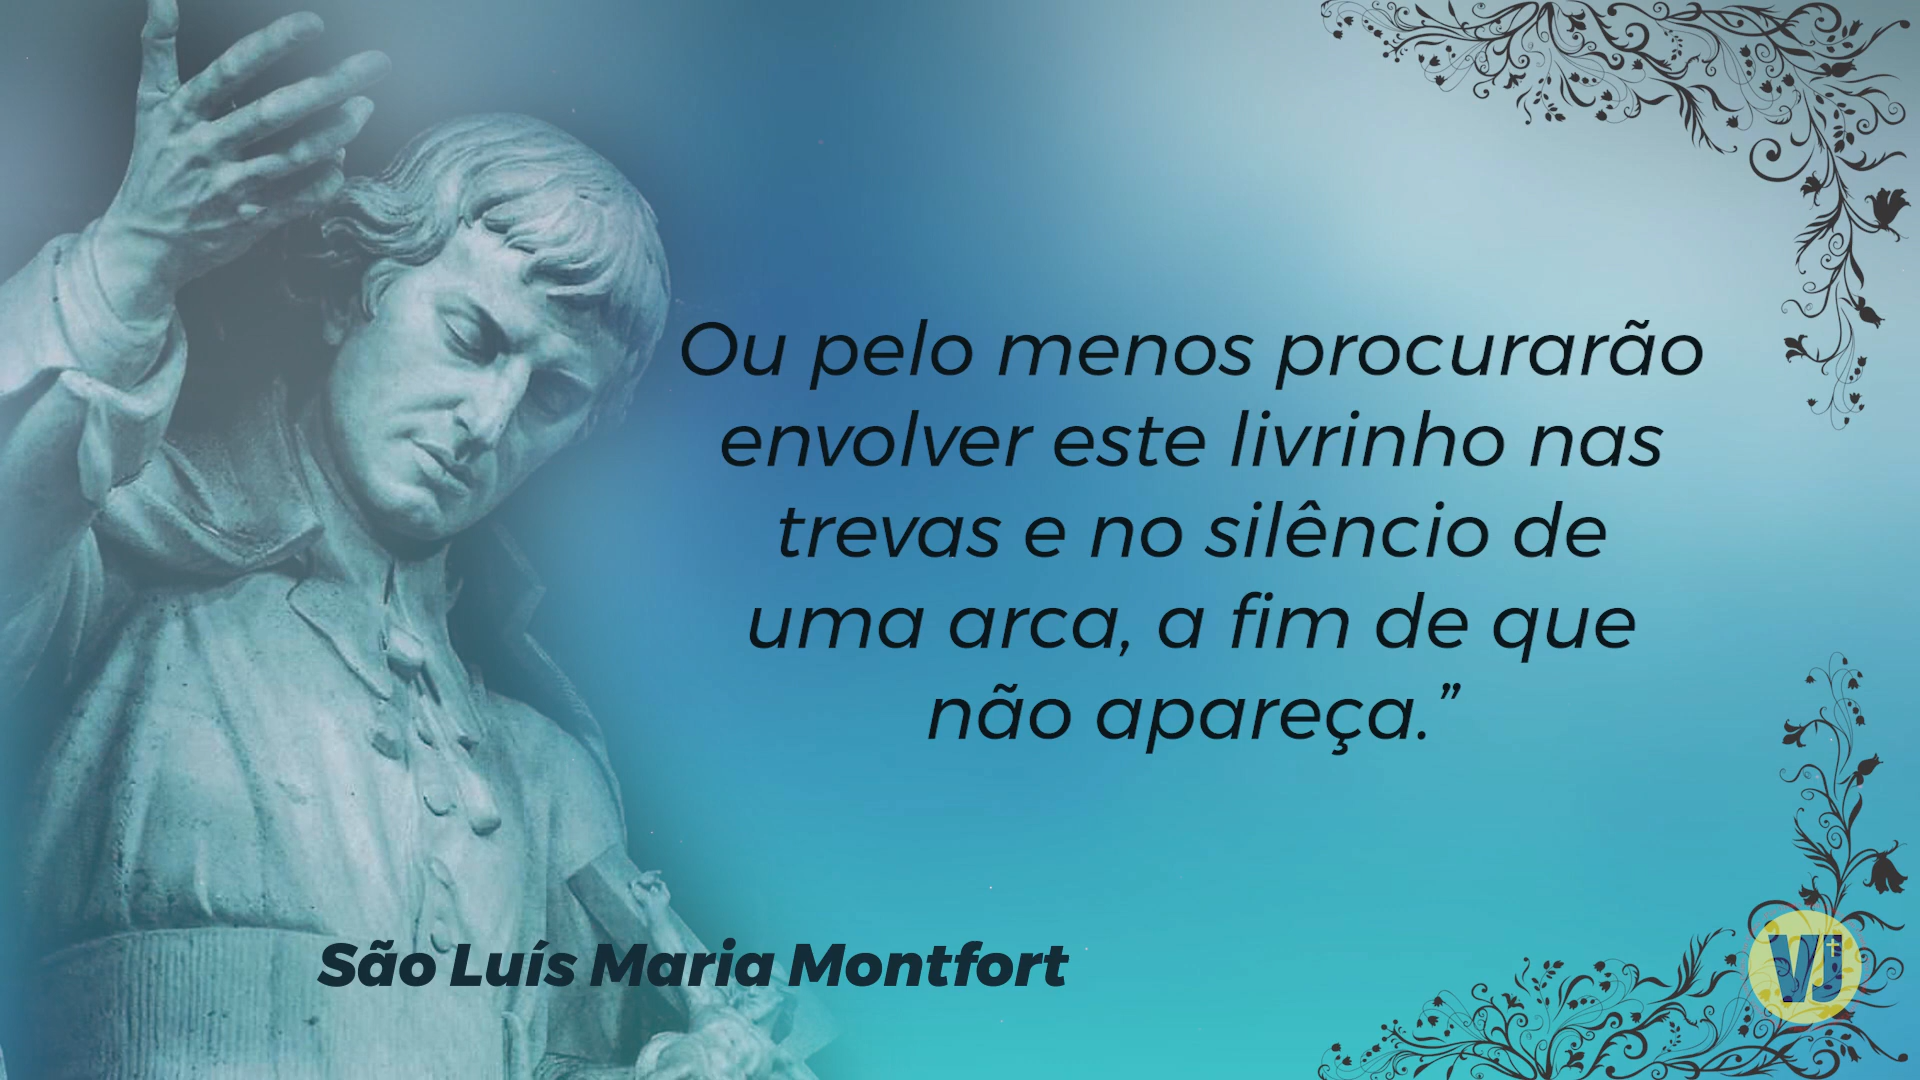 Ou pelo menos procurarão
envolver este livrinho nas
trevas e no silêncio de
uma arca, a fim de que
não apareça.”
São Luís Maria Montfort
VJ